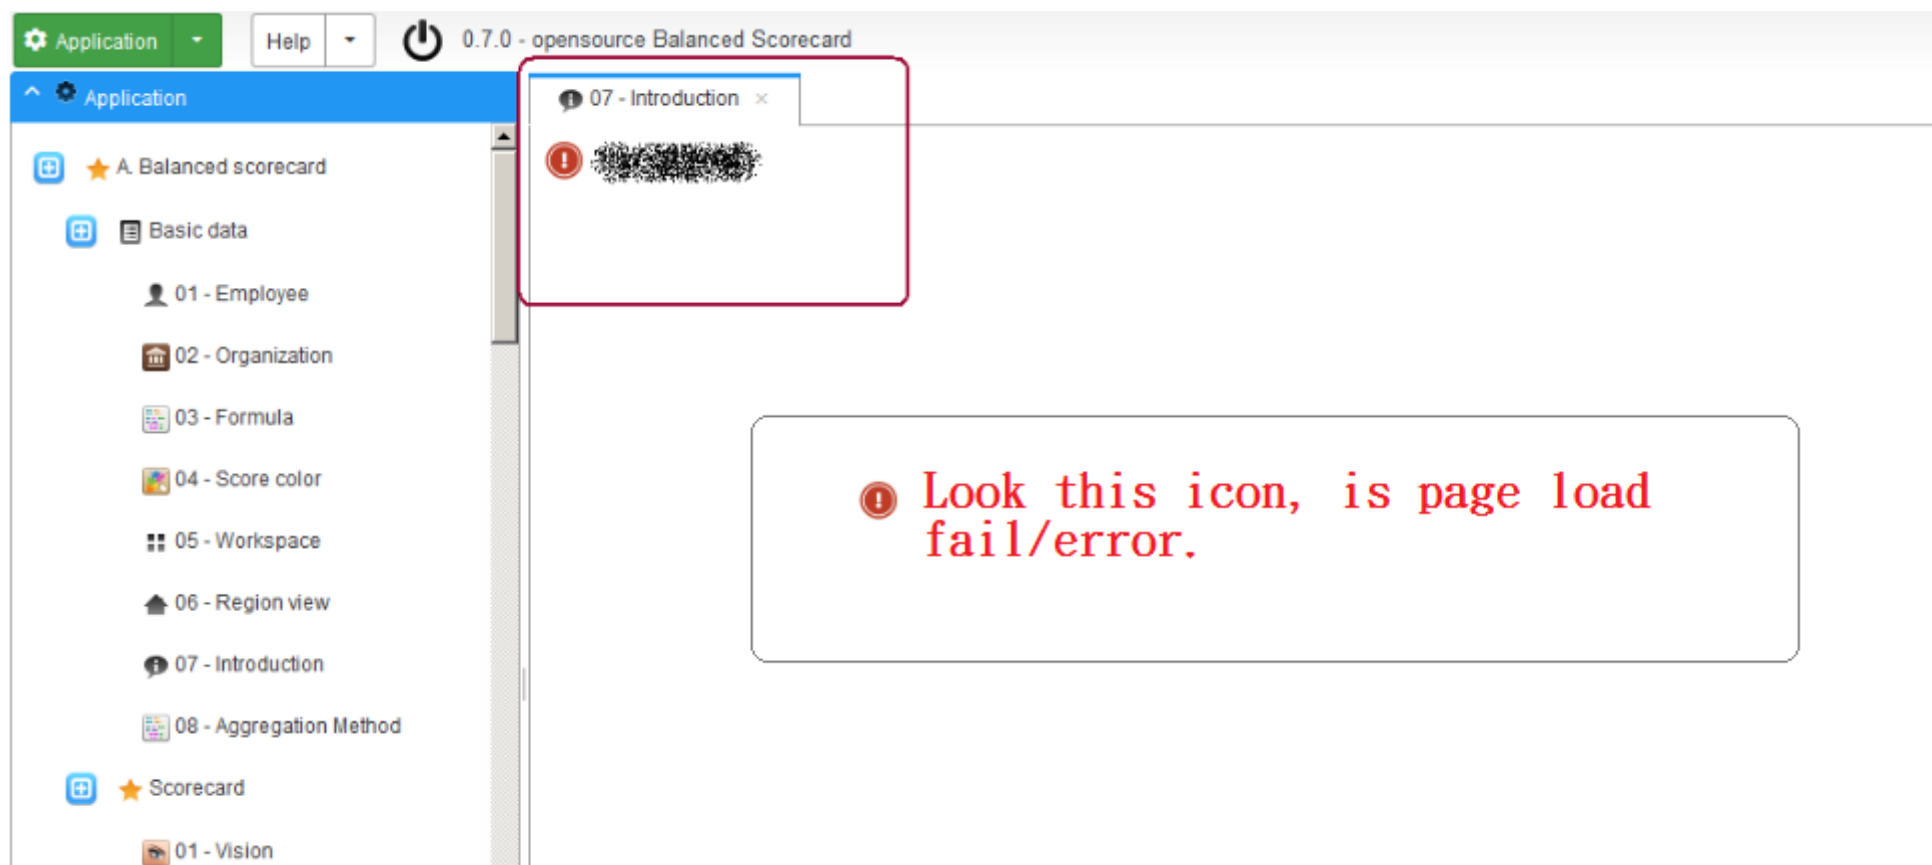 Application
Help
0.7.0 - opensource Balanced Scorecard
Application
07 - Introduction
A. Balanced scorecard
Basic data
01 - Employee
02 - Organization
03 - Formula
04 - Score color
05 - Workspace
06 - Region view
07 - Introduction
08 - Aggregation Method
Scorecard
01 - Vision
Look this icon, is page load
fail/error.